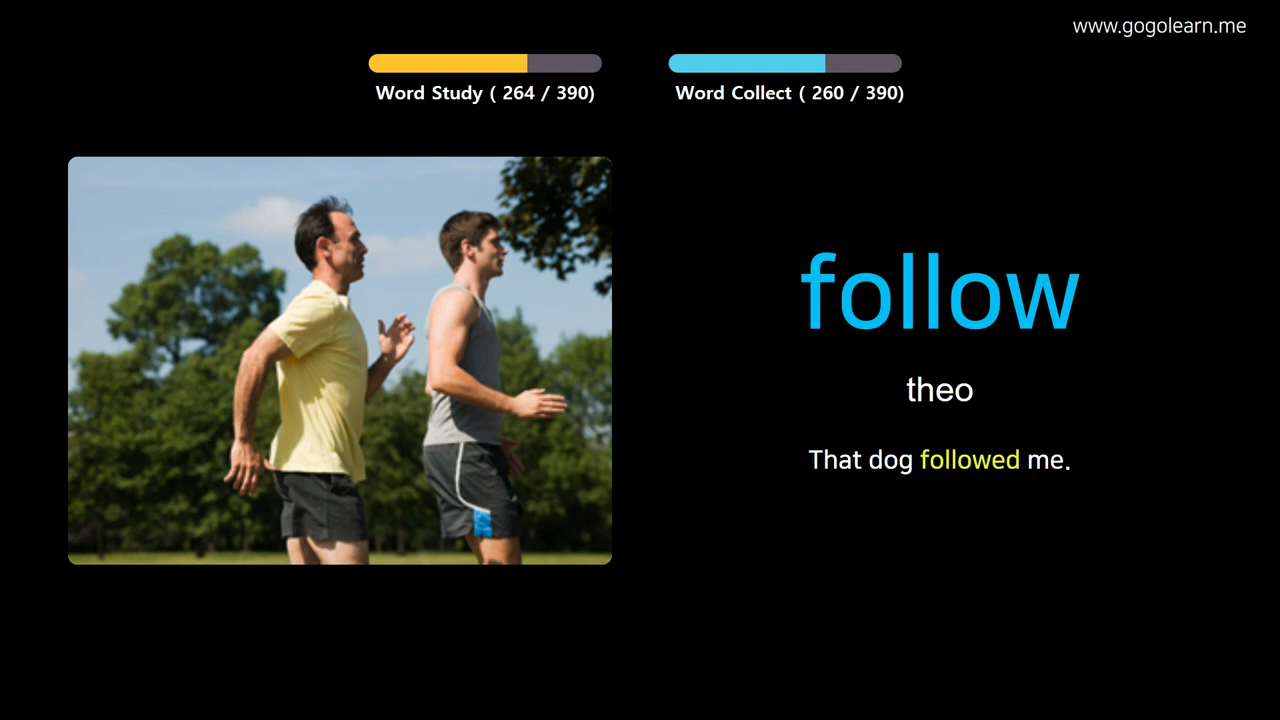 www.gogolearn.me
Word Study ( 264 / 390)
Word Collect ( 260 / 390)
follow
theo
That dog followed me.